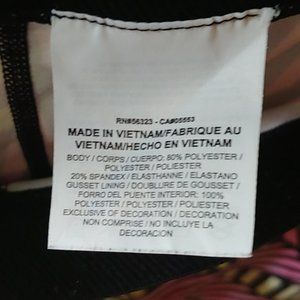 RN#56323 - CA#05553
MADE IN VIETNAM/FABRIQUE AU
VIETNAM/HECHO EN VIETNAM
BODY / CORPS / CUERPO: 80% POLYESTER /
POLYESTER / POLIESTER
20% SPANDEX / ELASTHANNE / ELASTANO
GUSSET LINING / DOUBLURE DE GOUSSET /
FORRO DEL PUENTE INTERIOR: 100%
POLYESTER / POLYESTER / POLIESTER
EXCLUSIVE OF DECORATION / DECORATION
NON COMPRISE / NO INCLUYE LA
DECORACION